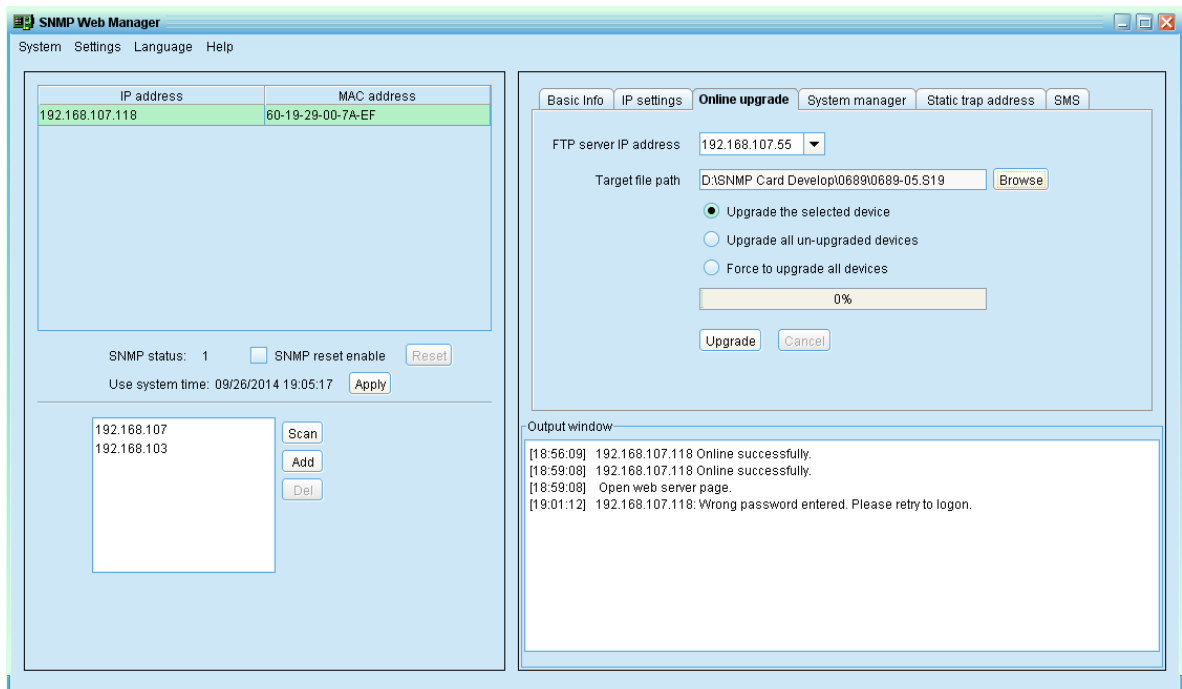 SNMP Web Manager
System Settings Language Help
IP address MAC address
192.168.107.118 60-19-29-00-7A-EF
SNMP status: 1 SNMP reset enable Reset
Use system time: 09/26/2014 19:05:17 Apply
192.168.107
192.168.103
Scan
Add
Del
Basic Info IP settings Online upgrade System manager Static trap address SMS
FTP server IP address 192.168.107.55
Target file path D:\SNMP Card Develop\0689\0689-05.S19 Browse
Upgrade the selected device
Upgrade all un-upgraded devices
Force to upgrade all devices
0%
Upgrade Cancel
Output window
[18:56:09] 192.168.107.118 Online successfully.
[18:59:08] 192.168.107.118 Online successfully.
[18:59:08] Open web server page.
[19:01:12] 192.168.107.118: Wrong password entered. Please retry to logon.